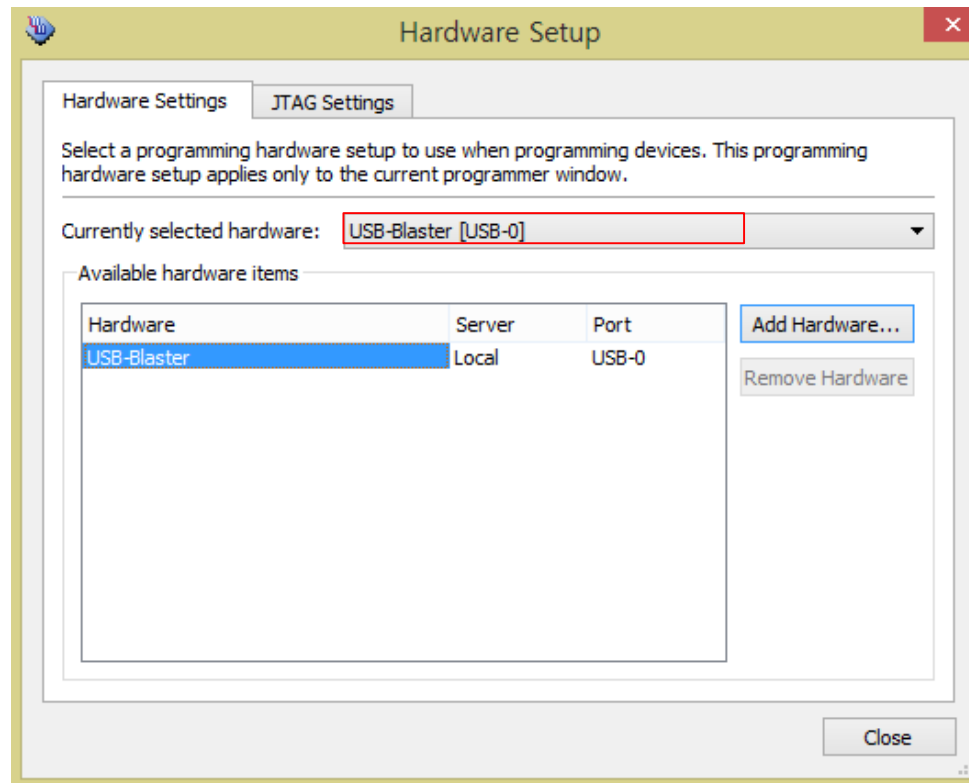 Hardware Setup
Hardware Settings
JTAG Settings
Select a programming hardware setup to use when programming devices. This programming
hardware setup applies only to the current programmer window.
Currently selected hardware: USB-Blaster [USB-0]
Available hardware items
Hardware Server Port
USB-Blaster Local USB-0
Add Hardware...
Remove Hardware
Close